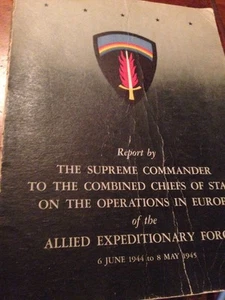 Report by
THE SUPREME COMMANDER
TO THE COMBINED CHIEFS OF STA
ON THE OPERATIONS IN EUROPE
of the
ALLIED EXPEDITIONARY FORC
6 JUNE 1944 to 8 MAY 1945